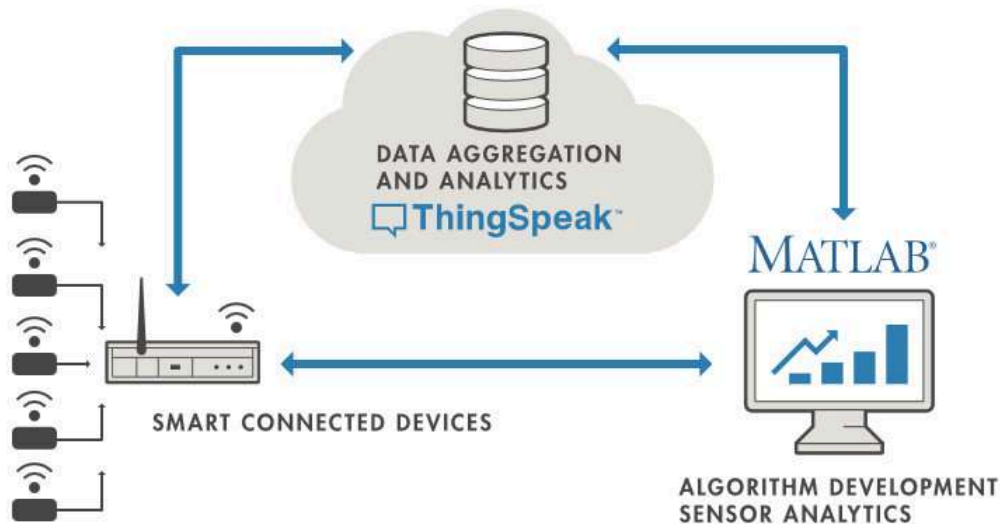 DATA AGGREGATION
AND ANALYTICS
ThingSpeak™
MATLAB®
SMART CONNECTED DEVICES
ALGORITHM DEVELOPMENT
SENSOR ANALYTICS